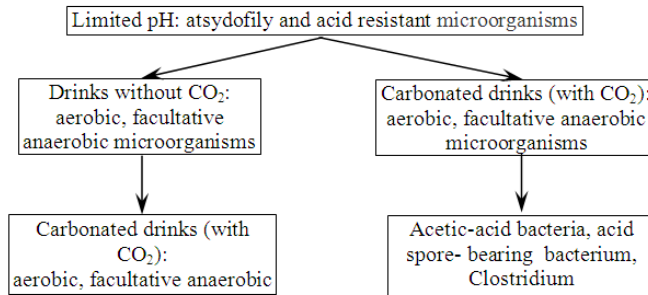 Limited pH: atsydofily and acid resistant microorganisms
Drinks without CO₂:
aerobic, facultative
anaerobic microorganisms
Carbonated drinks (with CO₂):
aerobic, facultative anaerobic
microorganisms
Carbonated drinks (with
CO₂):
aerobic, facultative anaerobic
Acetic-acid bacteria, acid
spore- bearing bacterium,
Clostridium